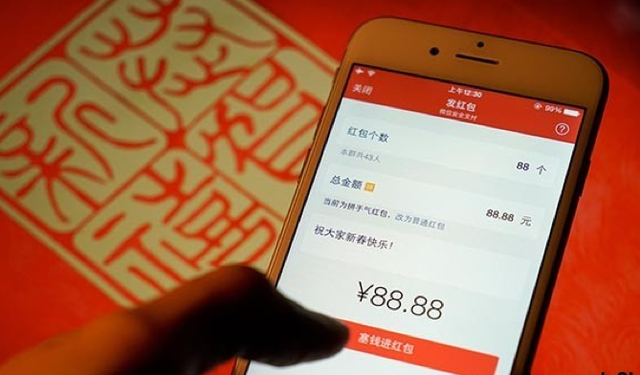 上午12:30
99%
关闭
发红包
微信安全支付
?
红包个数
88 个
本群共43人
总金额 拼
88.88 元
当前为拼手气红包，改为普通红包
祝大家新春快乐！
¥88.88
塞钱进红包